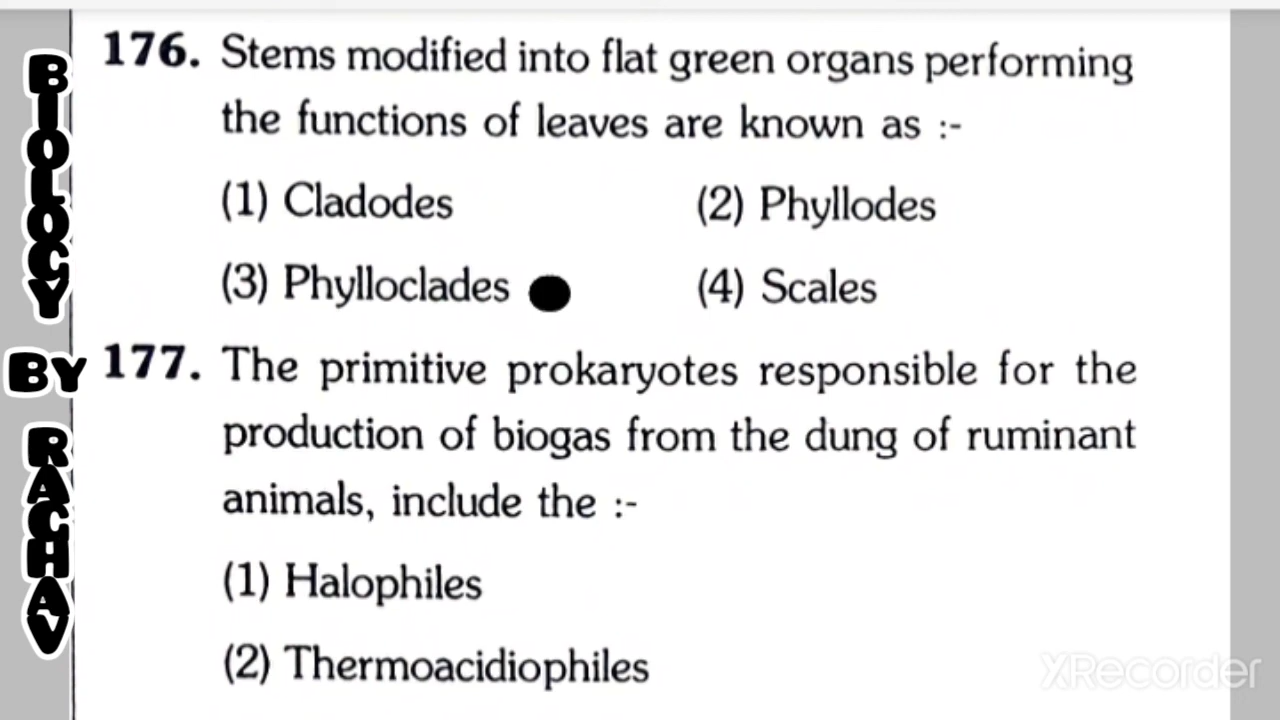 BIOLOGY BY RAGHAV
176. Stems modified into flat green organs performing
the functions of leaves are known as :-
(1) Cladodes (2) Phyllodes
(3) Phylloclades (4) Scales
177. The primitive prokaryotes responsible for the
production of biogas from the dung of ruminant
animals, include the :-
(1) Halophiles
(2) Thermoacidiophiles
XRecorder